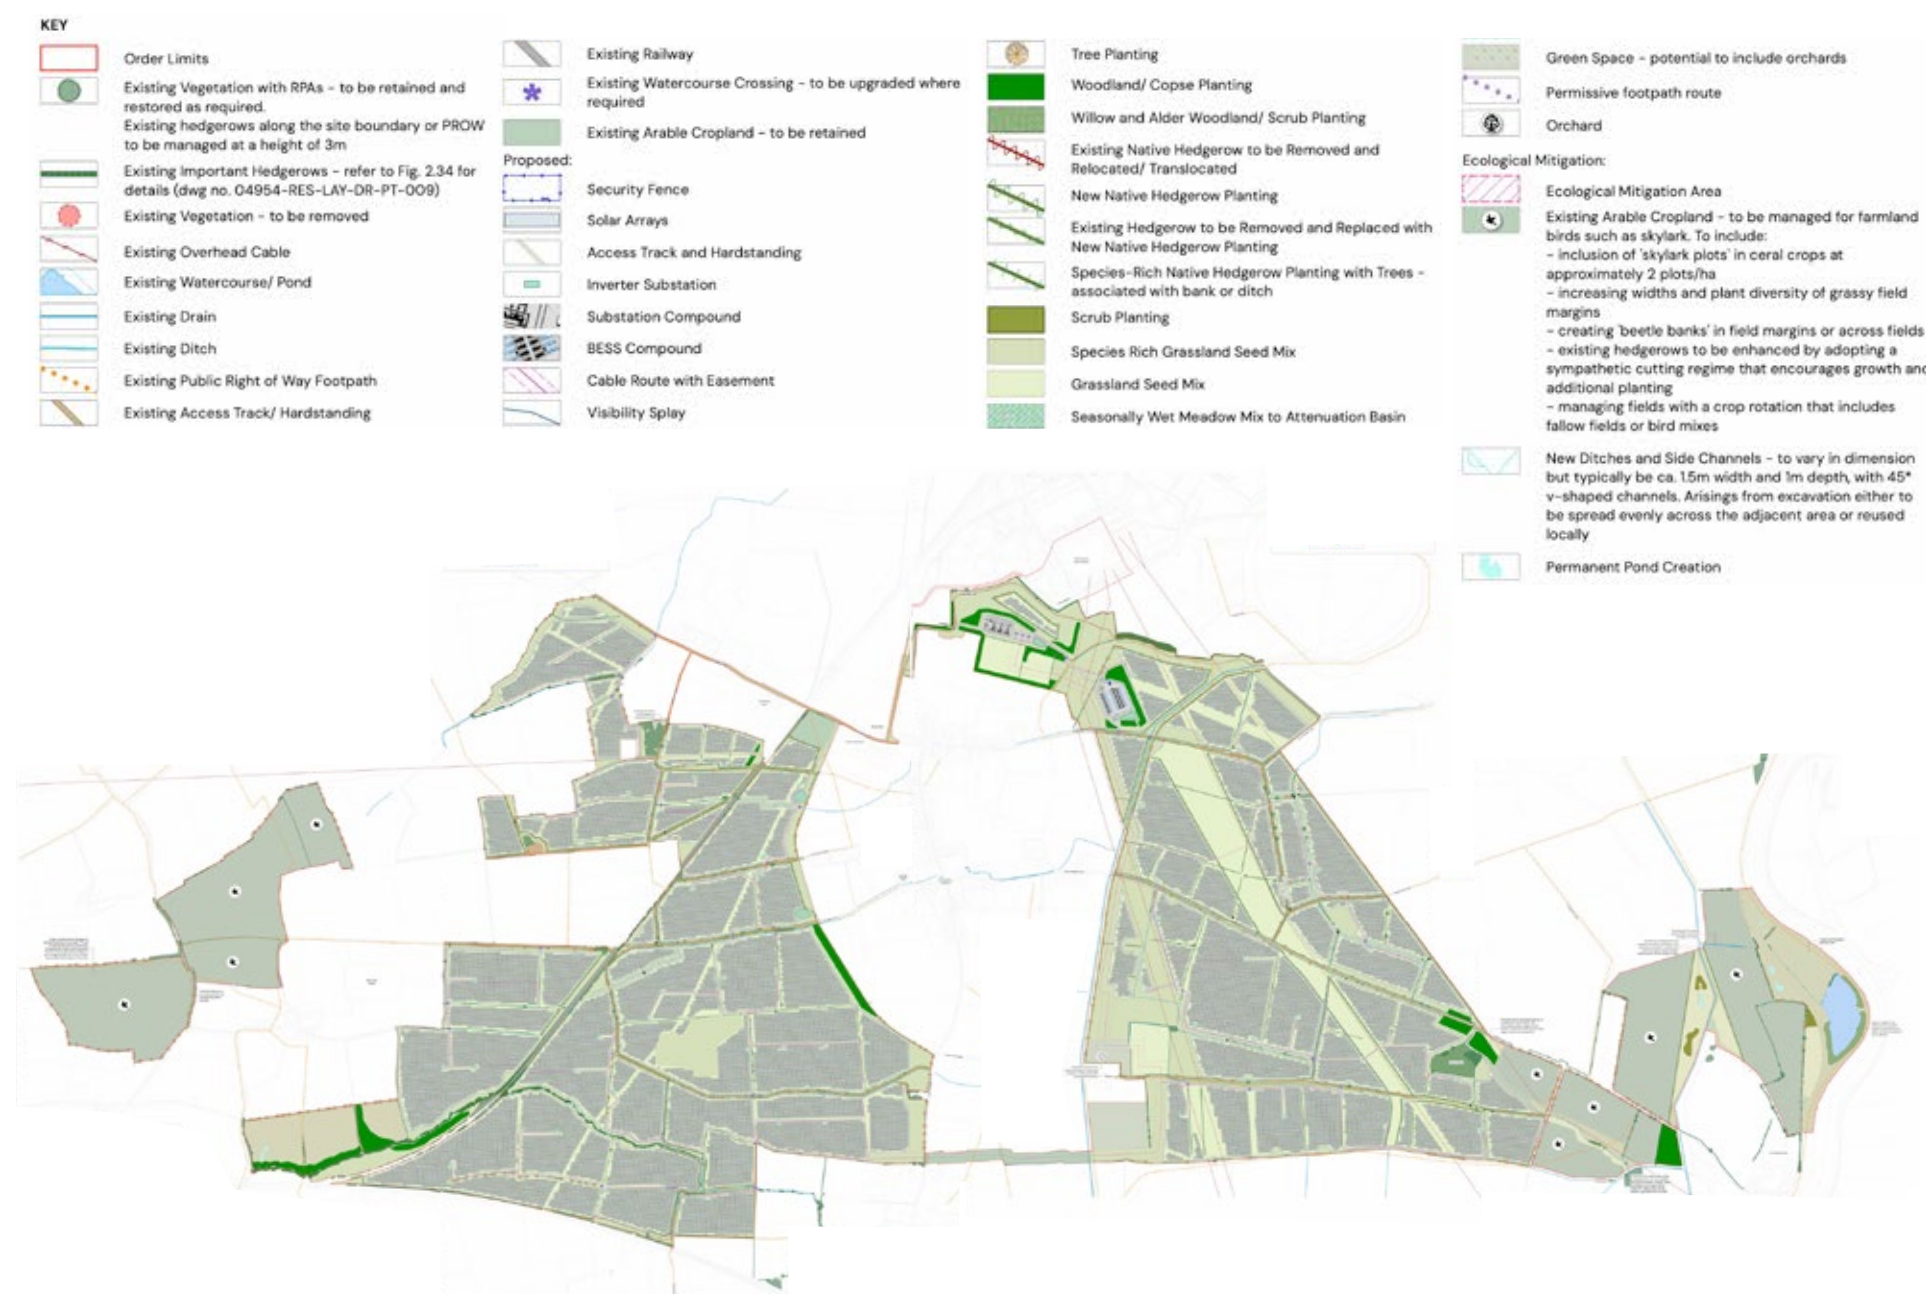 KEY
Order Limits
Existing Vegetation with RPAs - to be retained and
restored as required.
Existing hedgerows along the site boundary or PROW
to be managed at a height of 3m
Existing Important Hedgerows - refer to Fig. 2.34 for
details (dwg no. 04954-RES-LAY-DR-PT-009)
Existing Vegetation - to be removed
Existing Overhead Cable
Existing Watercourse/ Pond
Existing Drain
Existing Ditch
Existing Public Right of Way Footpath
Existing Access Track/ Hardstanding
Existing Railway
Existing Watercourse Crossing - to be upgraded where
required
Existing Arable Cropland - to be retained
Proposed:
Security Fence
Solar Arrays
Access Track and Hardstanding
Inverter Substation
Substation Compound
BESS Compound
Cable Route with Easement
Visibility Splay
Tree Planting
Woodland/ Copse Planting
Willow and Alder Woodland/ Scrub Planting
Existing Native Hedgerow to be Removed and
Relocated/ Translocated
New Native Hedgerow Planting
Existing Hedgerow to be Removed and Replaced with
New Native Hedgerow Planting
Species-Rich Native Hedgerow Planting with Trees -
associated with bank or ditch
Scrub Planting
Species Rich Grassland Seed Mix
Grassland Seed Mix
Seasonally Wet Meadow Mix to Attenuation Basin
Green Space - potential to include orchards
Permissive footpath route
Orchard
Ecological Mitigation:
Ecological Mitigation Area
Existing Arable Cropland - to be managed for farmland
birds such as skylark. To include:
- inclusion of 'skylark plots' in ceral crops at
approximately 2 plots/ha
- increasing widths and plant diversity of grassy field
margins
- creating 'beetle banks' in field margins or across fields
- existing hedgerows to be enhanced by adopting a
sympathetic cutting regime that encourages growth and
additional planting
- managing fields with a crop rotation that includes
fallow fields or bird mixes
New Ditches and Side Channels - to vary in dimension
but typically be ca. 1.5m width and 1m depth, with 45°
v-shaped channels. Arisings from excavation either to
be spread evenly across the adjacent area or reused
locally
Permanent Pond Creation